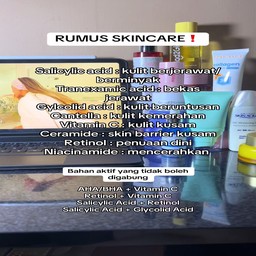 RUMUS SKINCARE❗
Salicylic acid : kulit berjerawat/
berminyak
Tranexamic acid : bekas
jerawat
Gylcolid acid : kulit beruntusan
Cantella : kulit kemerahan
Vitamin C : kulit kusam
Ceramide : skin barrier kusam
Retinol : penuaan dini
Niacinamide : mencerahkan
Bahan aktif yang tidak boleh
digabung
AHA/BHA + Vitamin C
Retinol + Vitamin C
Salicylic Acid + Retinol
Salicylic Acid + Glycolid Acid